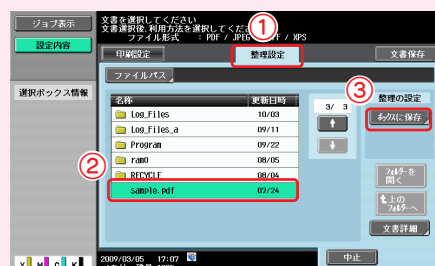 ジョブ表示
設定内容
選択ボックス情報
文書を選択してください
文書選択後、利用方法を選択してくだ
ファイル形式 : PDF / JPEG F / XPS
①
印刷設定
整理設定
文書保存
ファイルパス
③
名称 更新日時
Log_Files 10/03
Log_Files_a 09/11
Program 09/22
ram0 08/05
RECYCLE 08/04
②
sample.pdf 07/24
3/ 3
整理の設定
ボックスに保存
フォルダを
開く
上の
フォルダへ
文書詳細
2009/03/05 17:07
中止
Y M C K